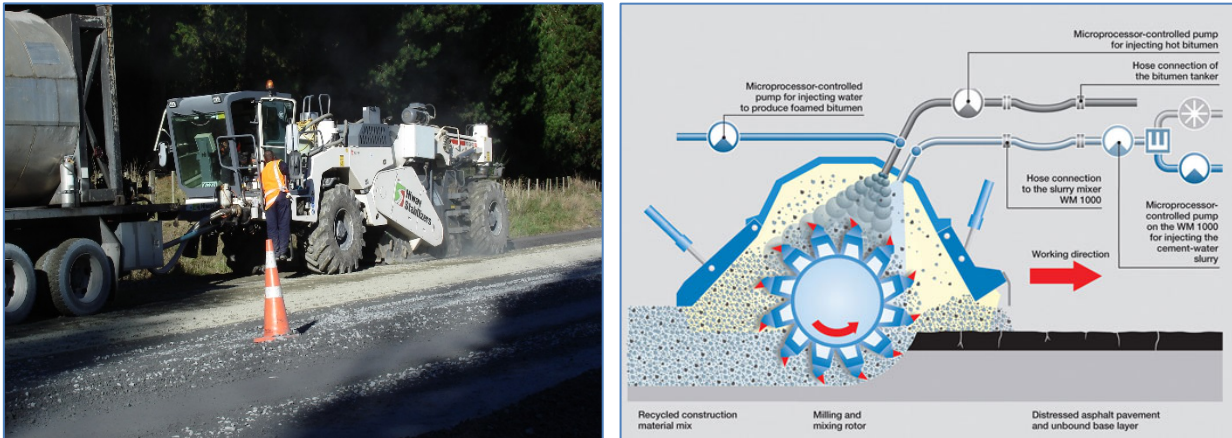 Hiway
Stabilizers
Microprocessor-controlled pump
for injecting hot bitumen
Hose connection of
the bitumen tanker
Microprocessor-controlled
pump for injecting water
to produce foamed bitumen
Hose connection
to the slurry mixer
WM 1000
Microprocessor-
controlled pump
on the WM 1000
for injecting the
cement-water
slurry
Working direction
Recycled construction
material mix
Milling and
mixing rotor
Distressed asphalt pavement
and unbound base layer